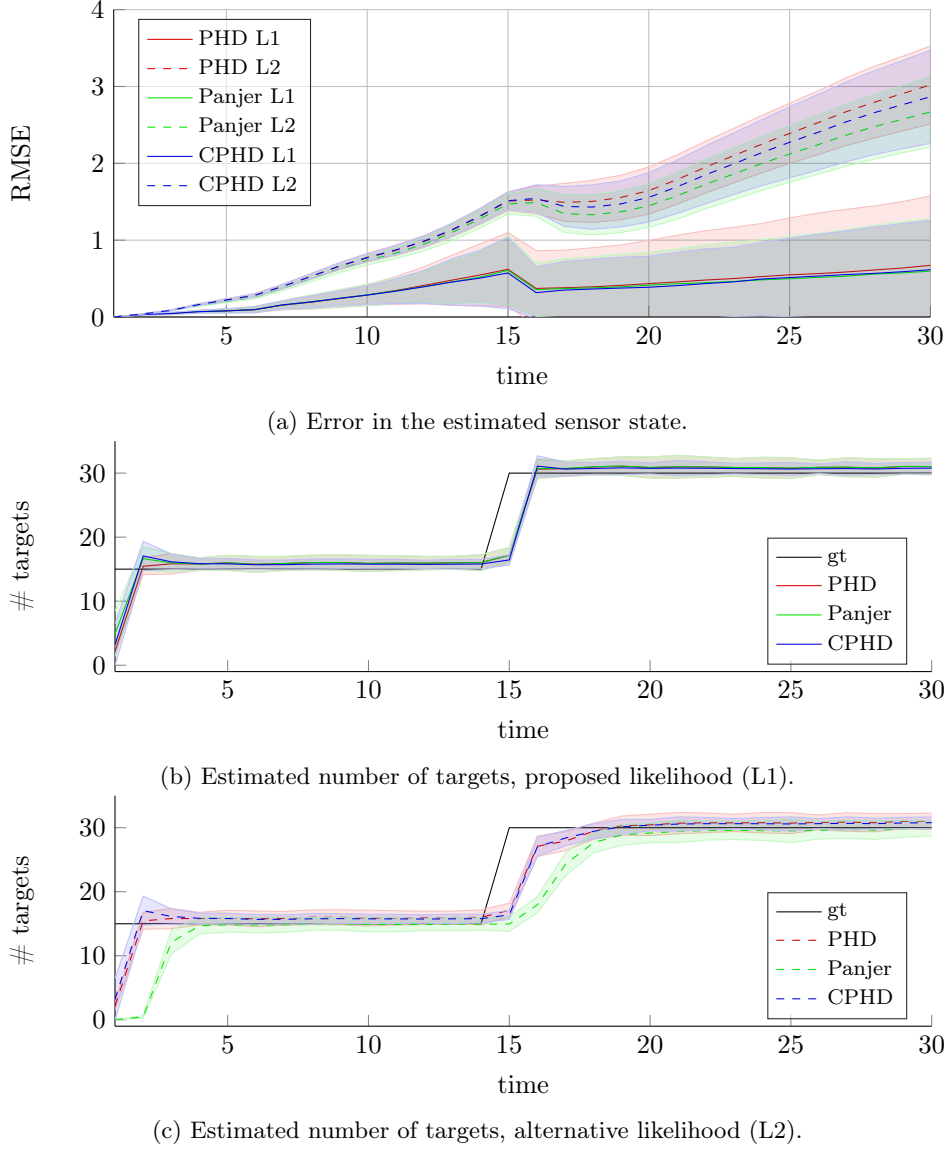 4
3
2
1
0
RMSE
PHD L1
PHD L2
Panjer L1
Panjer L2
CPHD L1
CPHD L2
5 10 15 20 25 30
time
(a) Error in the estimated sensor state.
30
20
10
0
# targets
gt
PHD
Panjer
CPHD
5 10 15 20 25 30
time
(b) Estimated number of targets, proposed likelihood (L1).
30
20
10
0
# targets
gt
PHD
Panjer
CPHD
5 10 15 20 25 30
time
(c) Estimated number of targets, alternative likelihood (L2).